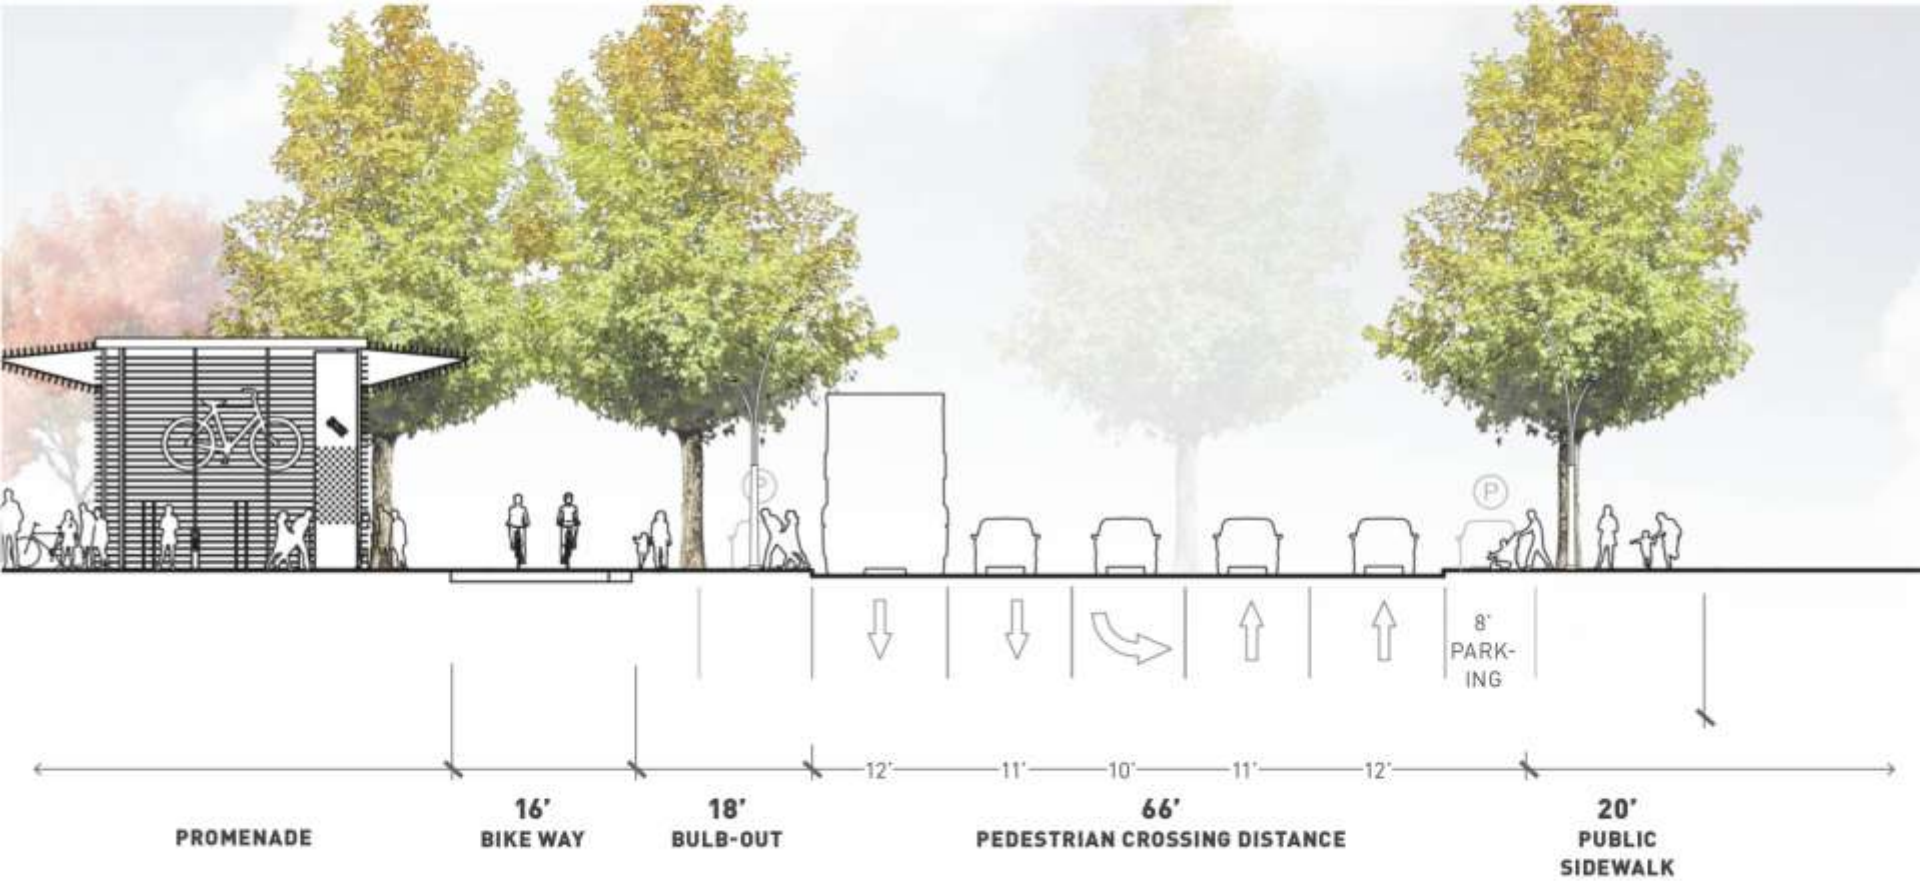 P
P
8'
PARK-
ING
12'
11'
10'
11'
12'
16'
18'
66'
20'
PROMENADE
BIKE WAY
BULB-OUT
PEDESTRIAN CROSSING DISTANCE
PUBLIC
SIDEWALK